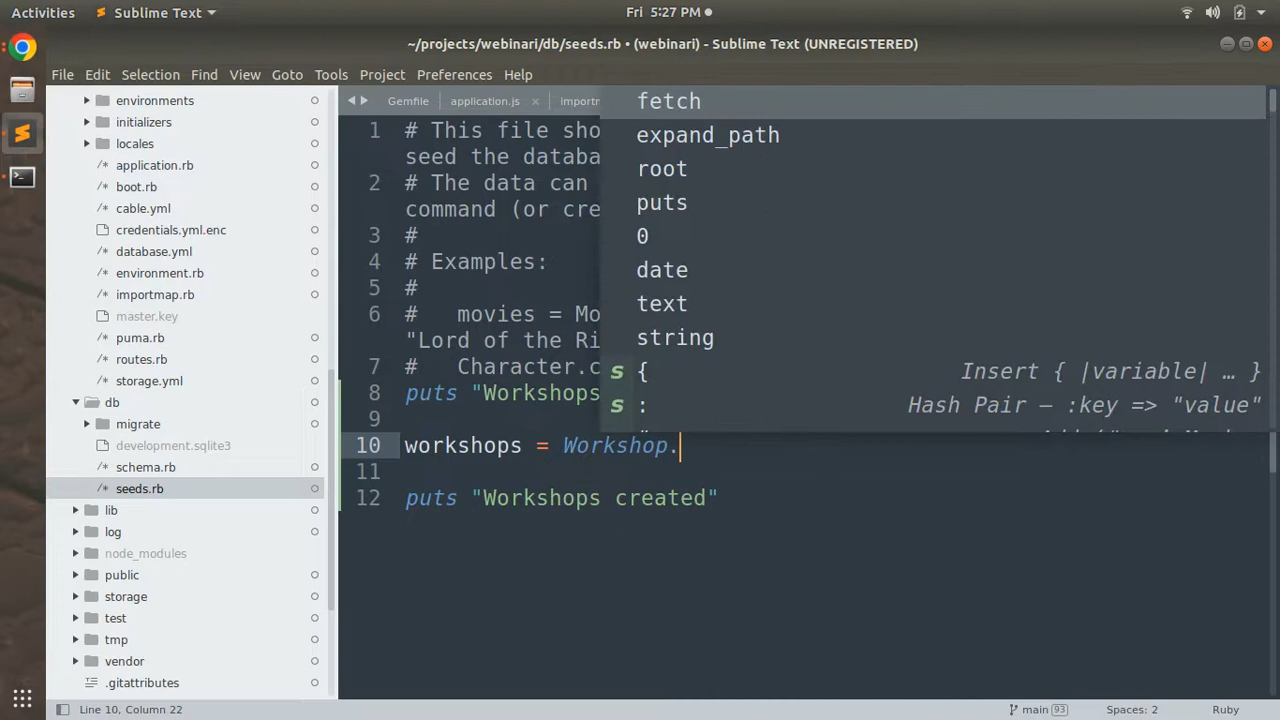 Activities Sublime Text Fri 5:27 PM
~/projects/webinari/db/seeds.rb • (webinari) - Sublime Text (UNREGISTERED)
File Edit Selection Find View Goto Tools Project Preferences Help
environments
initializers
locales
application.rb
boot.rb
cable.yml
credentials.yml.enc
database.yml
environment.rb
importmap.rb
master.key
puma.rb
routes.rb
storage.yml
db
migrate
development.sqlite3
schema.rb
seeds.rb
lib
log
node_modules
public
storage
test
tmp
vendor
.gitattributes
Gemfile application.js importm
1 # This file sho
seed the databa
2 # The data can
command (or cre
3 #
4 # Examples:
5 #
6 #   movies = Mo
"Lord of the Ri
7 #   Character.c
8 puts "Workshops
9
10 workshops = Workshop.
11
12 puts "Workshops created"
fetch
expand_path
root
puts
0
date
text
string
s { Insert { |variable| … }
s : Hash Pair — :key => "value"
Line 10, Column 22 main 93 Spaces: 2 Ruby